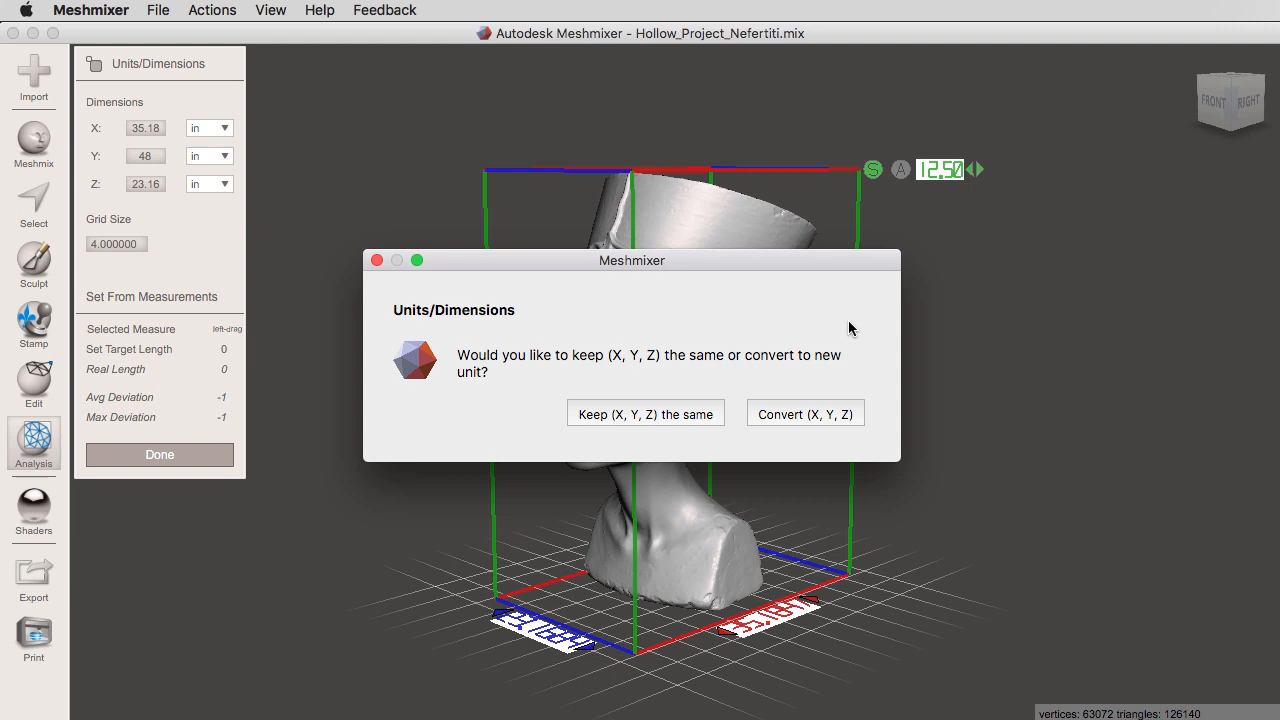 Meshmixer File Actions View Help Feedback
Autodesk Meshmixer - Hollow_Project_Nefertiti.mix
Import
Meshmix
Select
Sculpt
Stamp
Edit
Analysis
Shaders
Export
Print
Units/Dimensions
Dimensions
X: 35.18 in
Y: 48 in
Z: 23.16 in
Grid Size
4.000000
Set From Measurements
Selected Measure left-drag
Set Target Length 0
Real Length 0
Avg Deviation -1
Max Deviation -1
Done
FRONT RIGHT
S A 12.50
Meshmixer
Units/Dimensions
Would you like to keep (X, Y, Z) the same or convert to new
unit?
Keep (X, Y, Z) the same Convert (X, Y, Z)
vertices: 63072 triangles: 126140